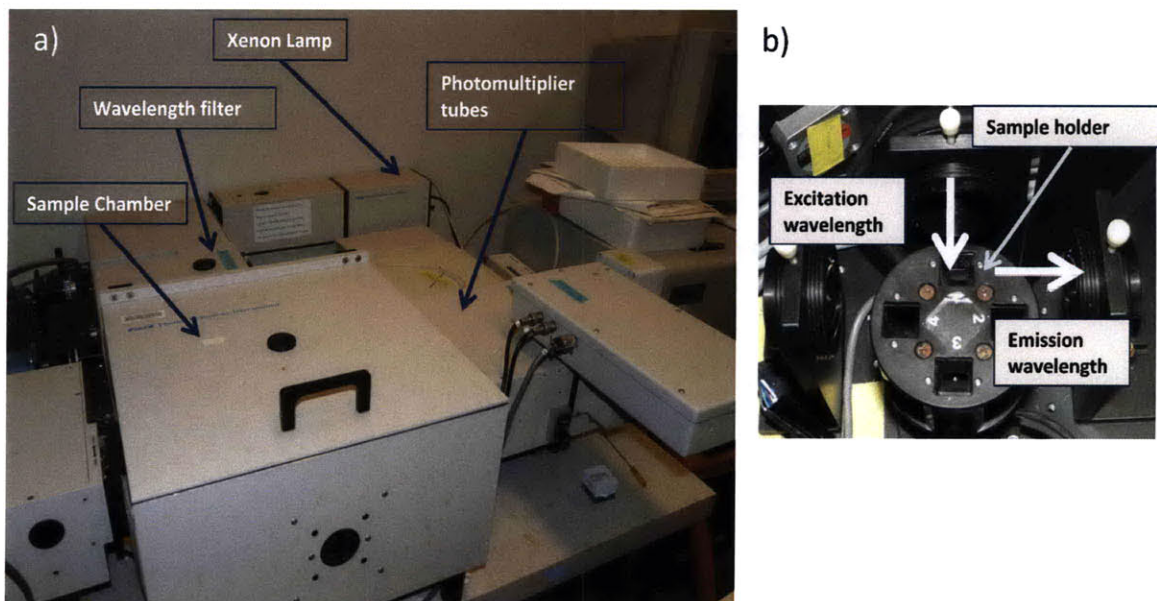 a)
Xenon Lamp
Wavelength filter
Photomultiplier
tubes
Sample Chamber
b)
Sample holder
Excitation
wavelength
Emission
wavelength
4
2
3